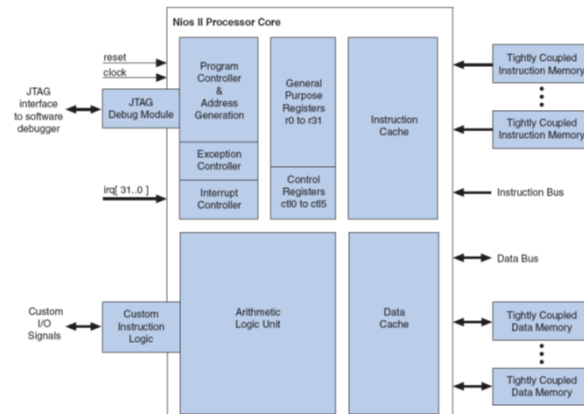 Nios II Processor Core
reset
clock
JTAG
interface
to software
debugger
JTAG
Debug Module
Program
Controller
&
Address
Generation
Exception
Controller
Interrupt
Controller
irq[ 31..0 ]
General
Purpose
Registers
r0 to r31
Control
Registers
ctl0 to ctl5
Instruction
Cache
Tightly Coupled
Instruction Memory
Tightly Coupled
Instruction Memory
Instruction Bus
Data Bus
Custom
I/O
Signals
Custom
Instruction
Logic
Arithmetic
Logic Unit
Data
Cache
Tightly Coupled
Data Memory
Tightly Coupled
Data Memory